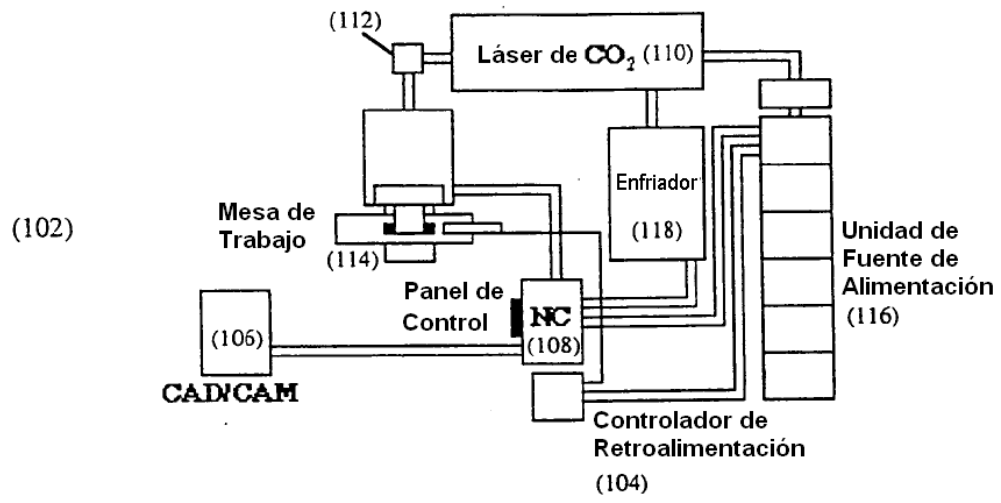 (112)
Láser de CO2 (110)
Enfriador
(118)
Mesa de
Trabajo
(114)
(102)
Unidad de
Fuente de
Alimentación
(116)
Panel de
Control
NC
(108)
(106)
CAD/CAM
Controlador de
Retroalimentación
(104)